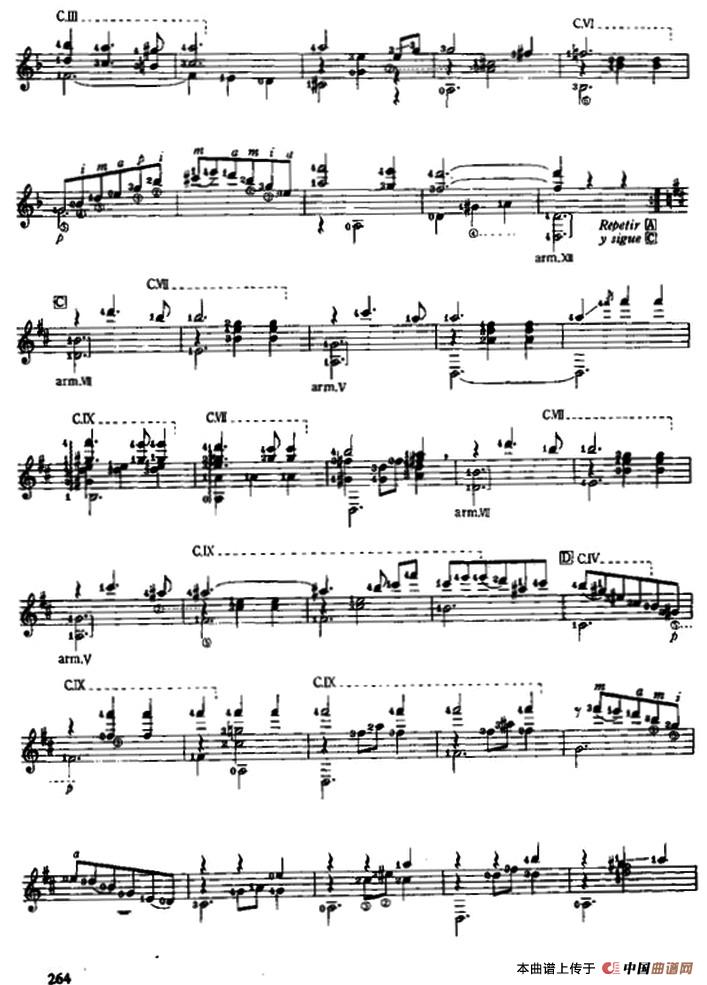 C.III
C.VI
i m a p i m a m i a
p
Repetir A
y sigue C
arm.XII
C
C.VII
arm.VII
arm.V
C.IX
C.VII
C.VII
arm.VII
C.IX
D C.IV
arm.V
p
C.IX
C.IX
m a m i
p
a
264
本曲谱上传于 中国曲谱网